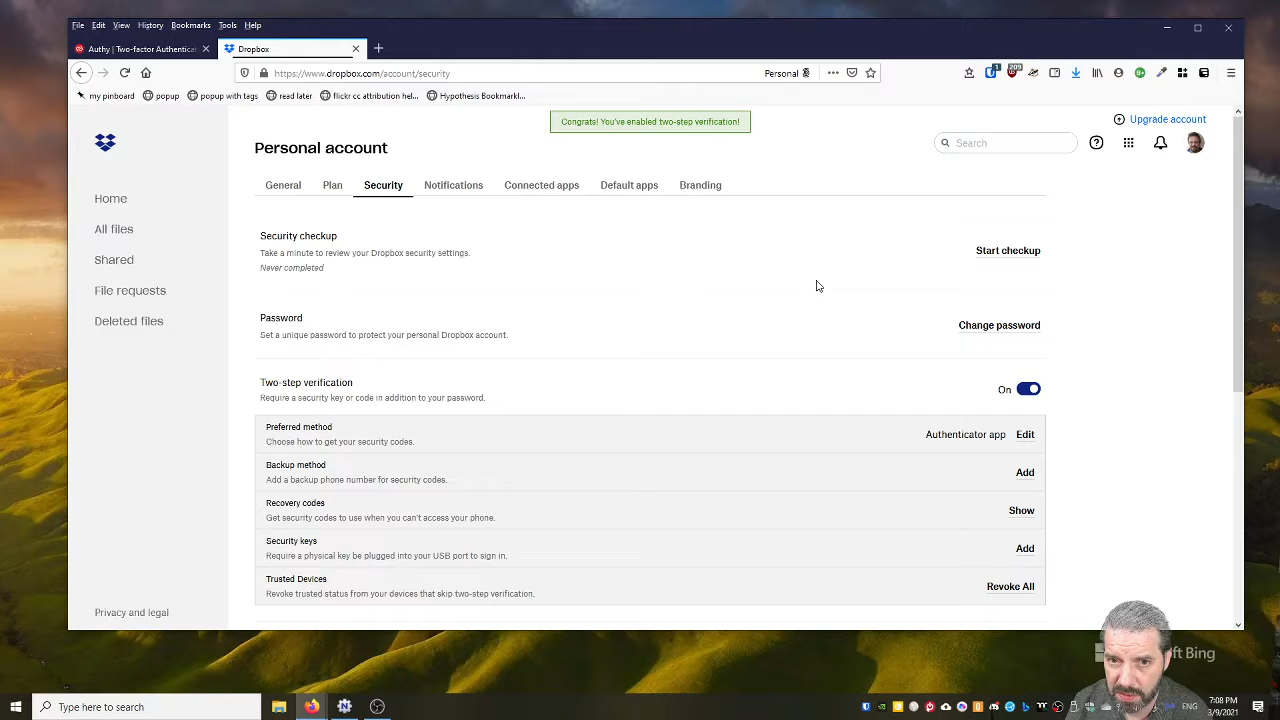 File Edit View History Bookmarks Tools Help
Authy | Two-factor Authenticat
Dropbox
https://www.dropbox.com/account/security
Personal
1
209
my pinboard
popup
popup with tags
read later
flickr cc attribution hel...
Hypothesis Bookmarkl...
Congrats! You've enabled two-step verification!
Upgrade account
Personal account
Search
General Plan Security Notifications Connected apps Default apps Branding
Home
All files
Shared
File requests
Deleted files
Security checkup
Take a minute to review your Dropbox security settings.
Never completed
Start checkup
Password
Set a unique password to protect your personal Dropbox account.
Change password
Two-step verification
Require a security key or code in addition to your password.
On
Preferred method
Choose how to get your security codes.
Authenticator app Edit
Backup method
Add a backup phone number for security codes.
Add
Recovery codes
Get security codes to use when you can't access your phone.
Show
Security keys
Require a physical key be plugged into your USB port to sign in.
Add
Trusted Devices
Revoke trusted status from your devices that skip two-step verification.
Revoke All
Privacy and legal
ft Bing
Type here to search
ENG
7:08 PM
3/9/2021